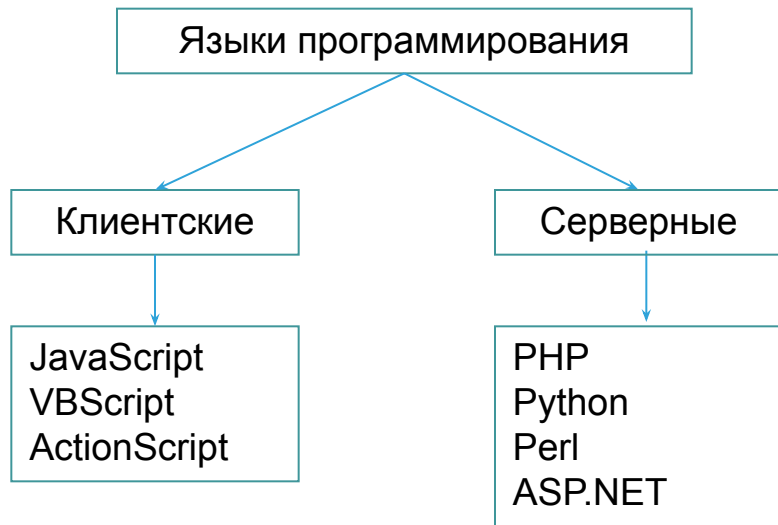 Языки программирования
Клиентские
Серверные
JavaScript
VBScript
ActionScript
PHP
Python
Perl
ASP.NET